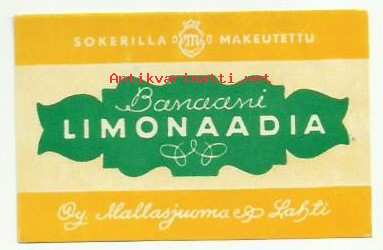 SOKERILLA M MAKEUTETTU
Antikvariaatti.net
Banaani
LIMONAADIA
Oy. Mallasjuoma Lahti